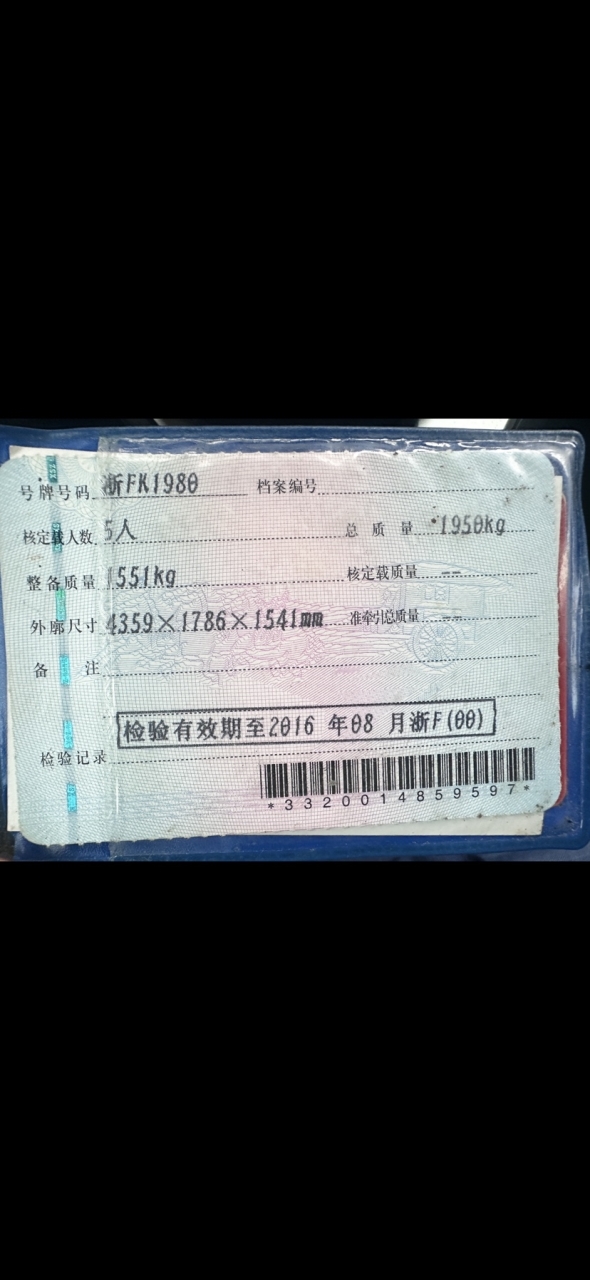 号牌号码 浙FK1980 档案编号
核定载人数 5人 总质量 1950kg
整备质量 1551kg 核定载质量 --
外廓尺寸 4359×1786×1541mm 准牵引总质量 --
备注
检验有效期至2016 年08 月浙F(00)
检验记录
*3320014859597*